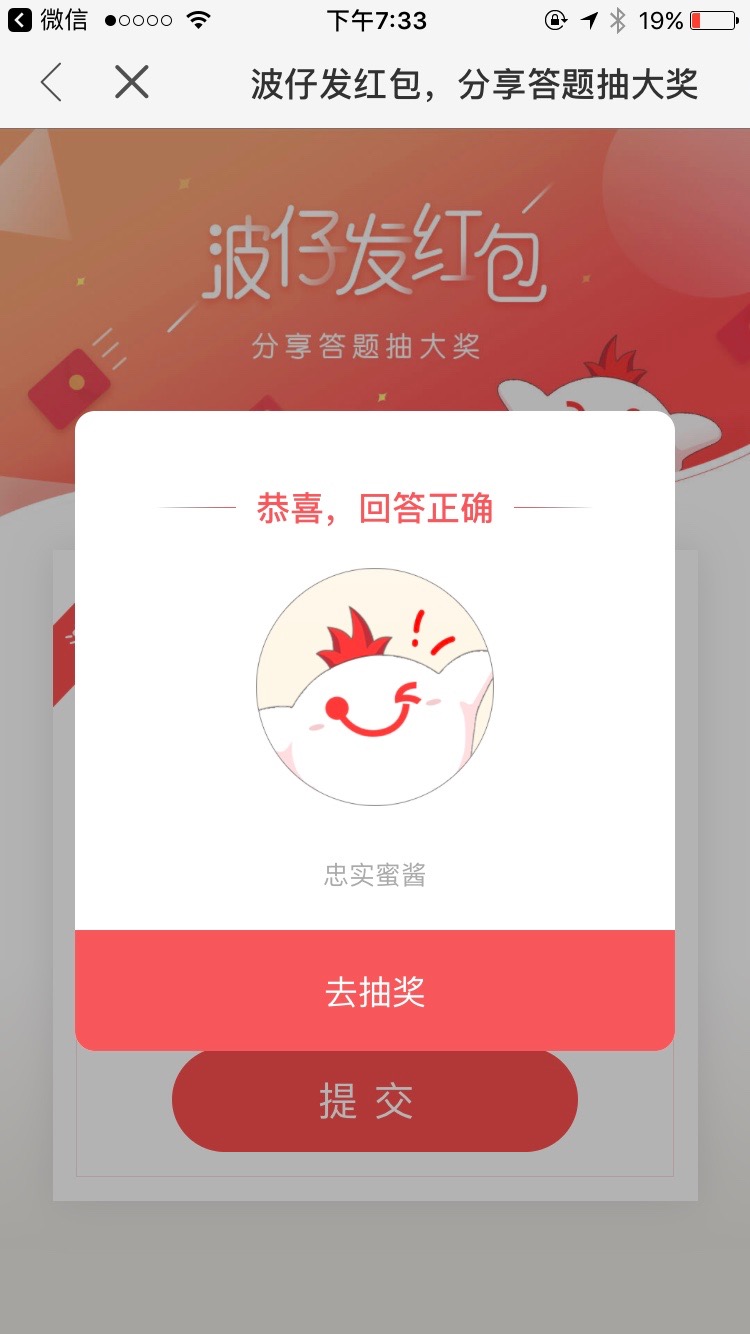 微信 下午7:33 19%
波仔发红包，分享答题抽大奖
波仔发红包
分享答题抽大奖
恭喜，回答正确
忠实蜜酱
去抽奖
提 交